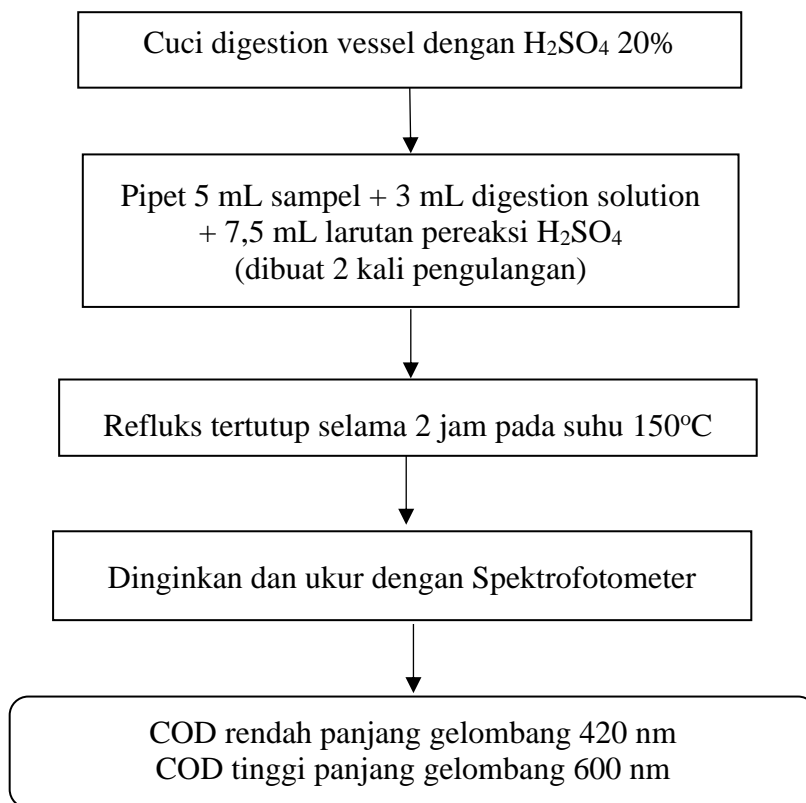 Cuci digestion vessel dengan H₂SO₄ 20%
Pipet 5 mL sampel + 3 mL digestion solution
+ 7,5 mL larutan pereaksi H₂SO₄
(dibuat 2 kali pengulangan)
Refluks tertutup selama 2 jam pada suhu 150°C
Dinginkan dan ukur dengan Spektrofotometer
COD rendah panjang gelombang 420 nm
COD tinggi panjang gelombang 600 nm